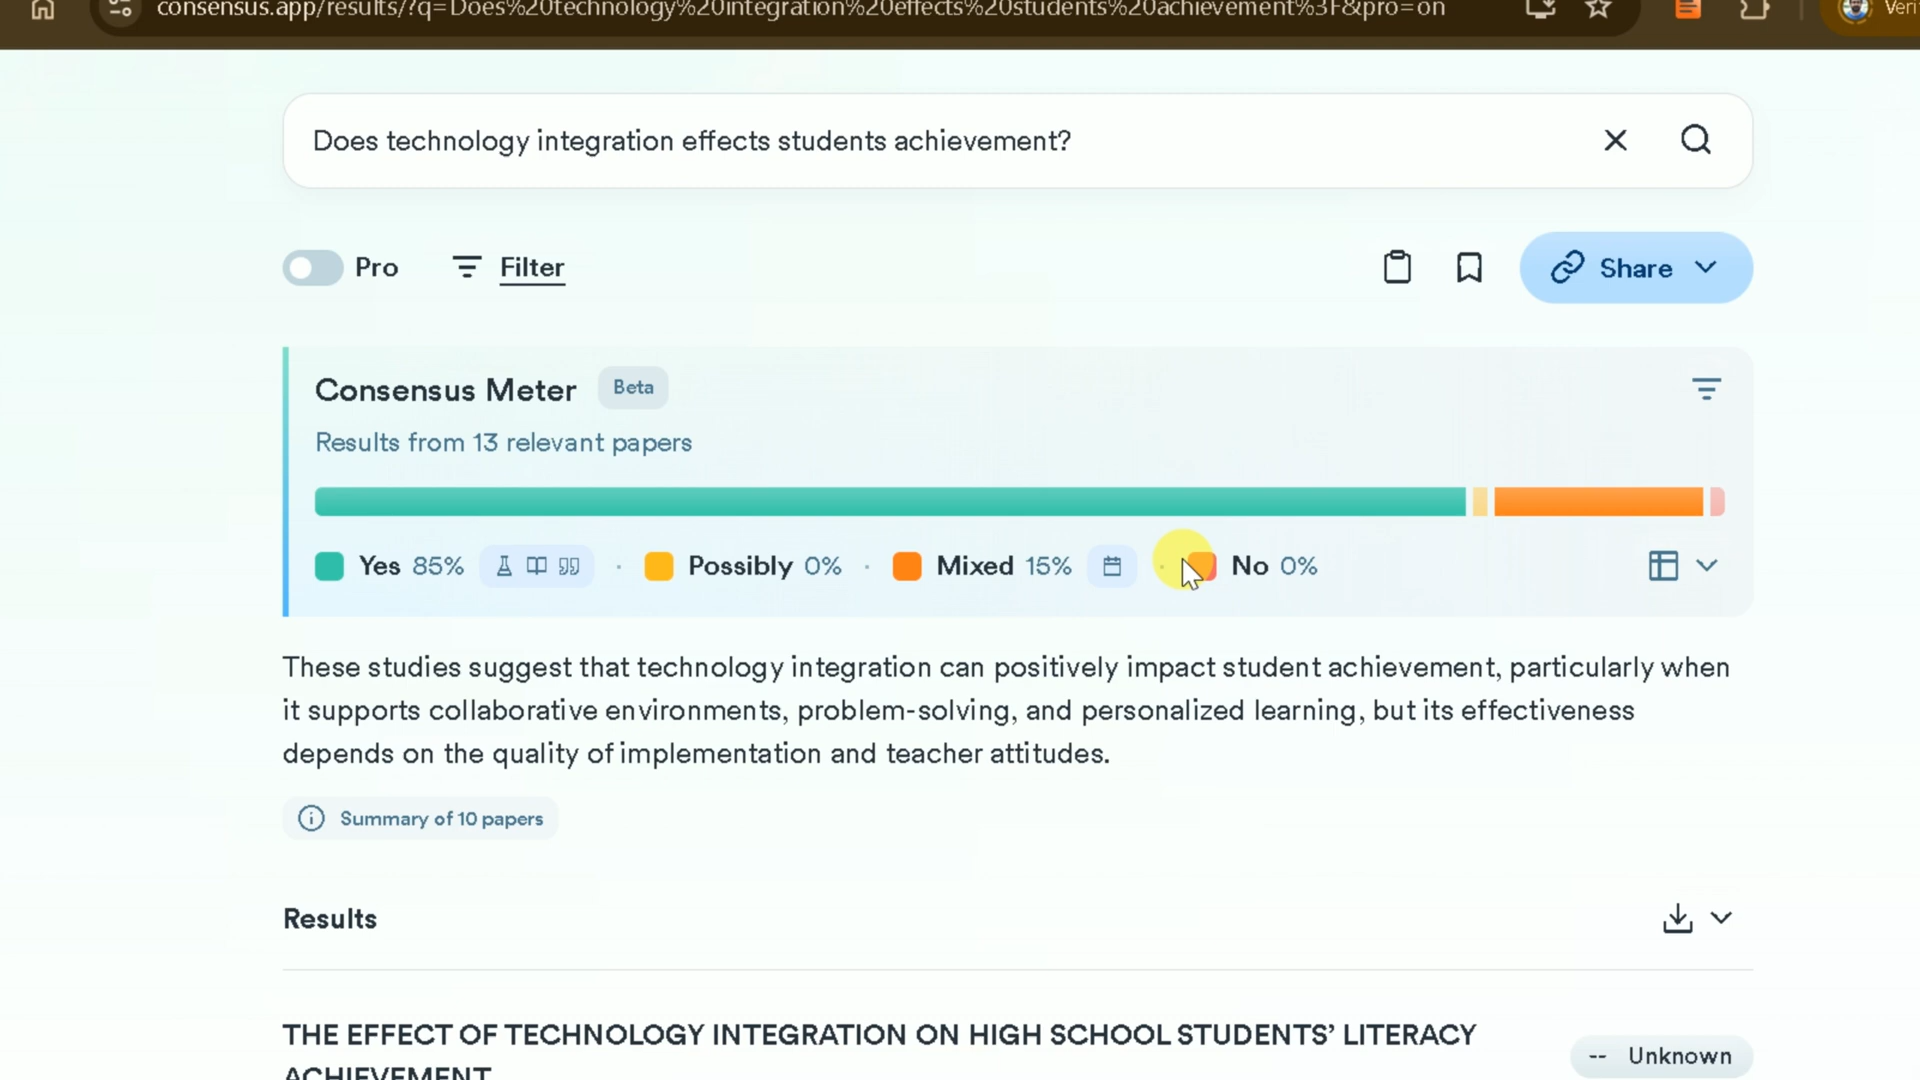 consensus.app/results/?q=Does%20technology%20integration%20effects%20students%20achievement%3F&pro=on
Veri
Does technology integration effects students achievement?
Pro
Filter
Share
Consensus Meter
Beta
Results from 13 relevant papers
Yes 85% · Possibly 0% · Mixed 15% · No 0%
These studies suggest that technology integration can positively impact student achievement, particularly when
it supports collaborative environments, problem-solving, and personalized learning, but its effectiveness
depends on the quality of implementation and teacher attitudes.
Summary of 10 papers
Results
THE EFFECT OF TECHNOLOGY INTEGRATION ON HIGH SCHOOL STUDENTS’ LITERACY
ACHIEVEMENT
-- Unknown